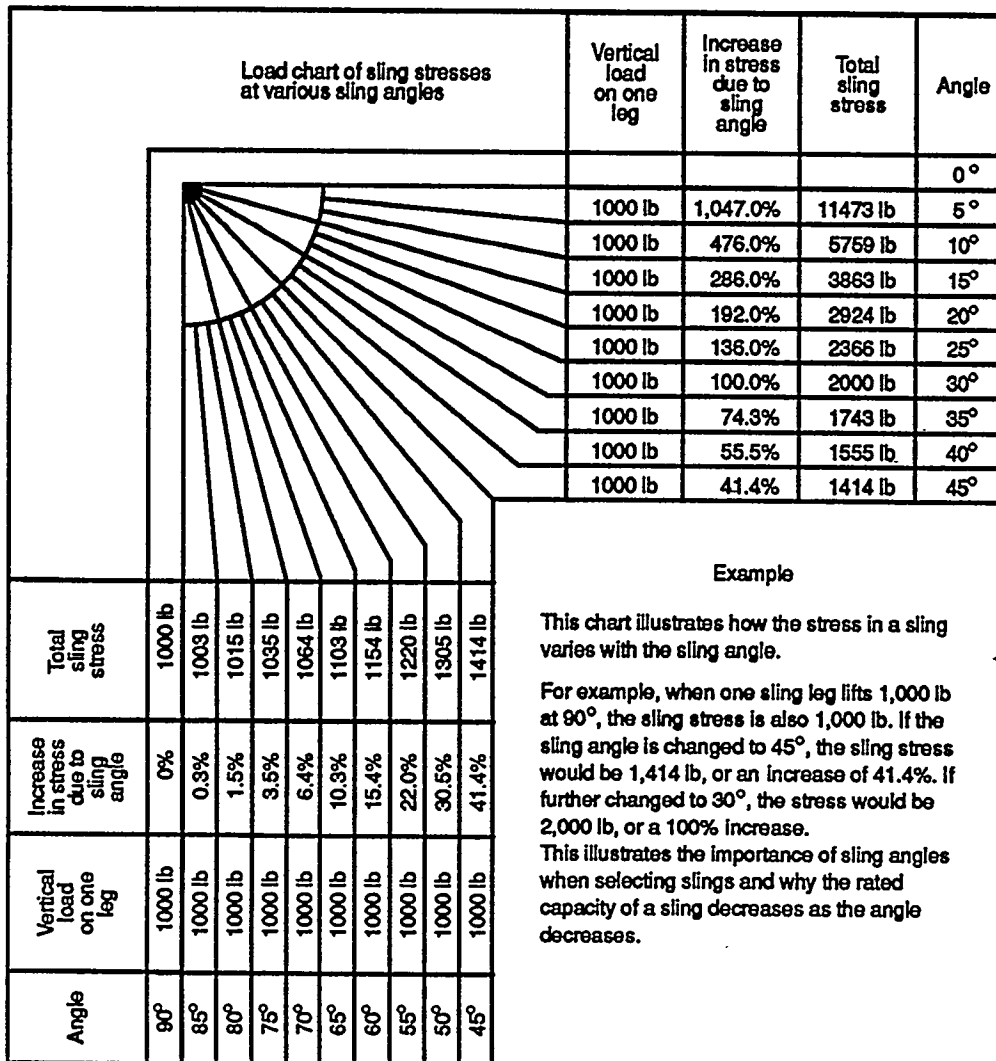 Load chart of sling stresses
at various sling angles
Vertical
load
on one
leg
Increase
in stress
due to
sling
angle
Total
sling
stress
Angle
0°
1000 lb 1,047.0% 11473 lb 5°
1000 lb 476.0% 5759 lb 10°
1000 lb 286.0% 3863 lb 15°
1000 lb 192.0% 2924 lb 20°
1000 lb 136.0% 2366 lb 25°
1000 lb 100.0% 2000 lb 30°
1000 lb 74.3% 1743 lb 35°
1000 lb 55.5% 1555 lb 40°
1000 lb 41.4% 1414 lb 45°
Total
sling
stress
1000 lb 1003 lb 1015 lb 1035 lb 1064 lb 1103 lb 1154 lb 1220 lb 1305 lb 1414 lb
Increase
in stress
due to
sling
angle
0% 0.3% 1.5% 3.5% 6.4% 10.3% 15.4% 22.0% 30.5% 41.4%
Vertical
load
on one
leg
1000 lb 1000 lb 1000 lb 1000 lb 1000 lb 1000 lb 1000 lb 1000 lb 1000 lb 1000 lb
Angle
90° 85° 80° 75° 70° 65° 60° 55° 50° 45°
Example
This chart illustrates how the stress in a sling
varies with the sling angle.
For example, when one sling leg lifts 1,000 lb
at 90°, the sling stress is also 1,000 lb. If the
sling angle is changed to 45°, the sling stress
would be 1,414 lb, or an increase of 41.4%. If
further changed to 30°, the stress would be
2,000 lb, or a 100% increase.
This illustrates the importance of sling angles
when selecting slings and why the rated
capacity of a sling decreases as the angle
decreases.